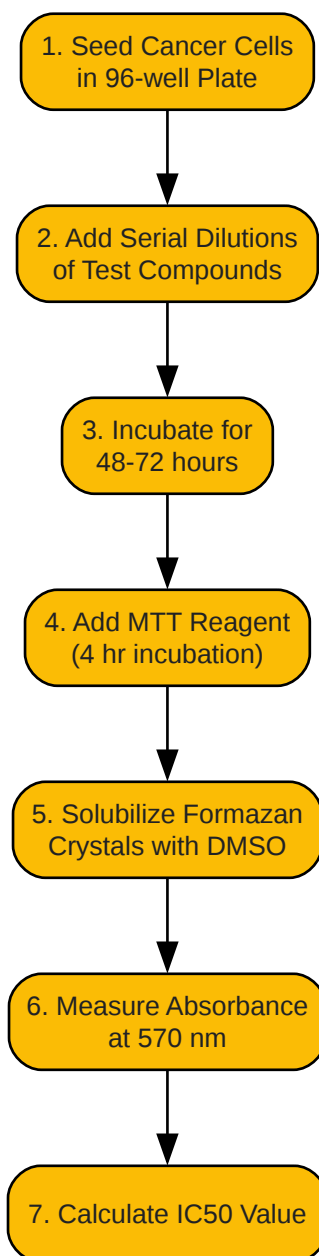 1. Seed Cancer Cells
in 96-well Plate
2. Add Serial Dilutions
of Test Compounds
3. Incubate for
48-72 hours
4. Add MTT Reagent
(4 hr incubation)
5. Solubilize Formazan
Crystals with DMSO
6. Measure Absorbance
at 570 nm
7. Calculate IC50 Value